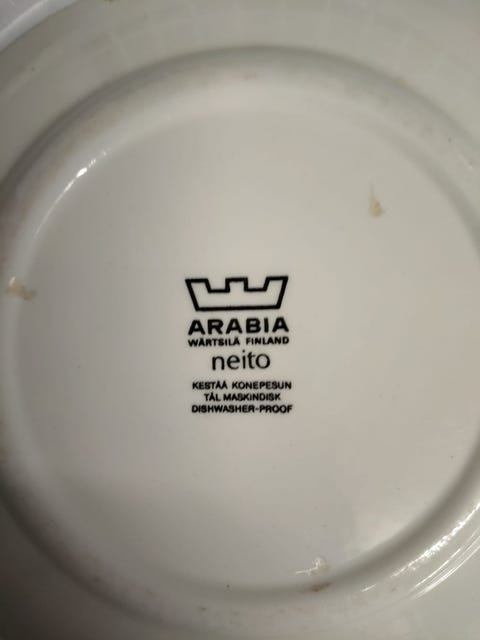 ARABIA
WÄRTSILÄ FINLAND
neito
KESTÄÄ KONEPESUN
TÅL MASKINDISK
DISHWASHER-PROOF